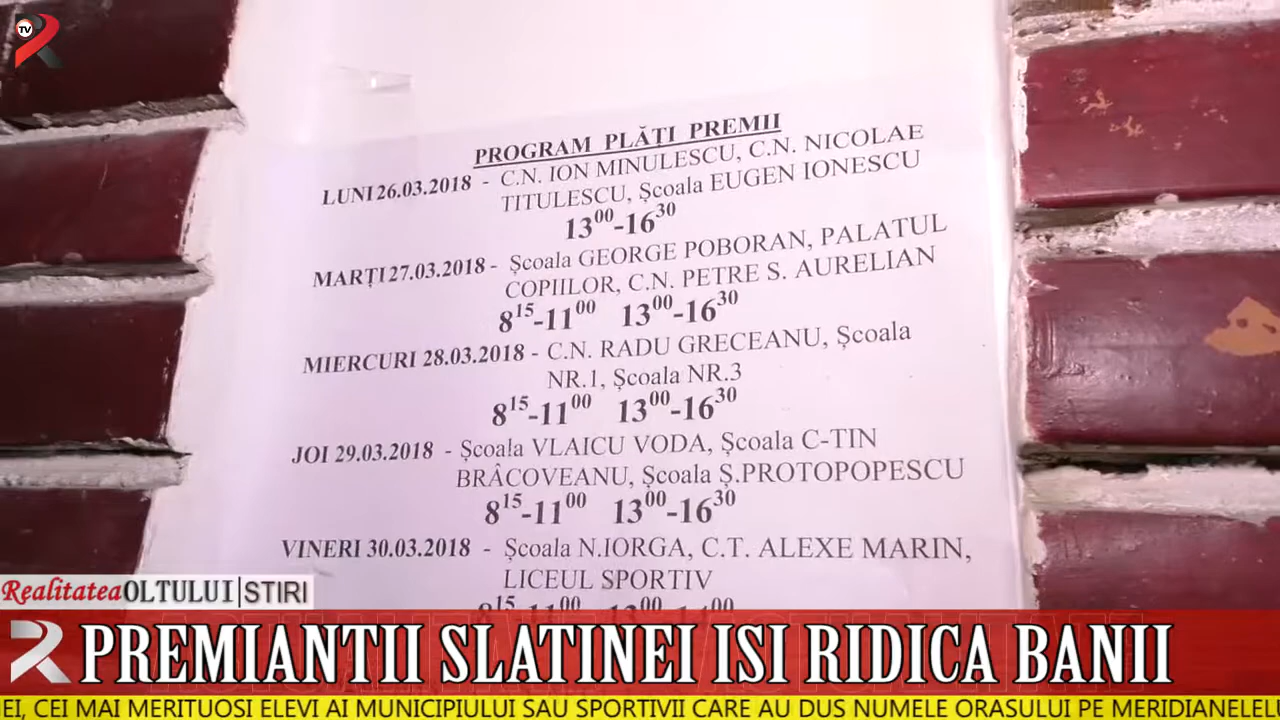 TV
PROGRAM PLĂȚI PREMII
LUNI 26.03.2018 - C.N. ION MINULESCU, C.N. NICOLAE
TITULESCU, Școala EUGEN IONESCU
13⁰⁰-16³⁰
MARȚI 27.03.2018 - Școala GEORGE POBORAN, PALATUL
COPIILOR, C.N. PETRE S. AURELIAN
8¹⁵-11⁰⁰ 13⁰⁰-16³⁰
MIERCURI 28.03.2018 - C.N. RADU GRECEANU, Școala
NR.1, Școala NR.3
8¹⁵-11⁰⁰ 13⁰⁰-16³⁰
JOI 29.03.2018 - Școala VLAICU VODA, Școala C-TIN
BRÂCOVEANU, Școala Ș.PROTOPOPESCU
8¹⁵-11⁰⁰ 13⁰⁰-16³⁰
VINERI 30.03.2018 - Școala N.IORGA, C.T. ALEXE MARIN,
LICEUL SPORTIV
RealitateaOLTULUI|STIRI
PREMIANTII SLATINEI ISI RIDICA BANII
EI, CEI MAI MERITUOSI ELEVI AI MUNICIPIULUI SAU SPORTIVII CARE AU DUS NUMELE ORASULUI PE MERIDIANELEL